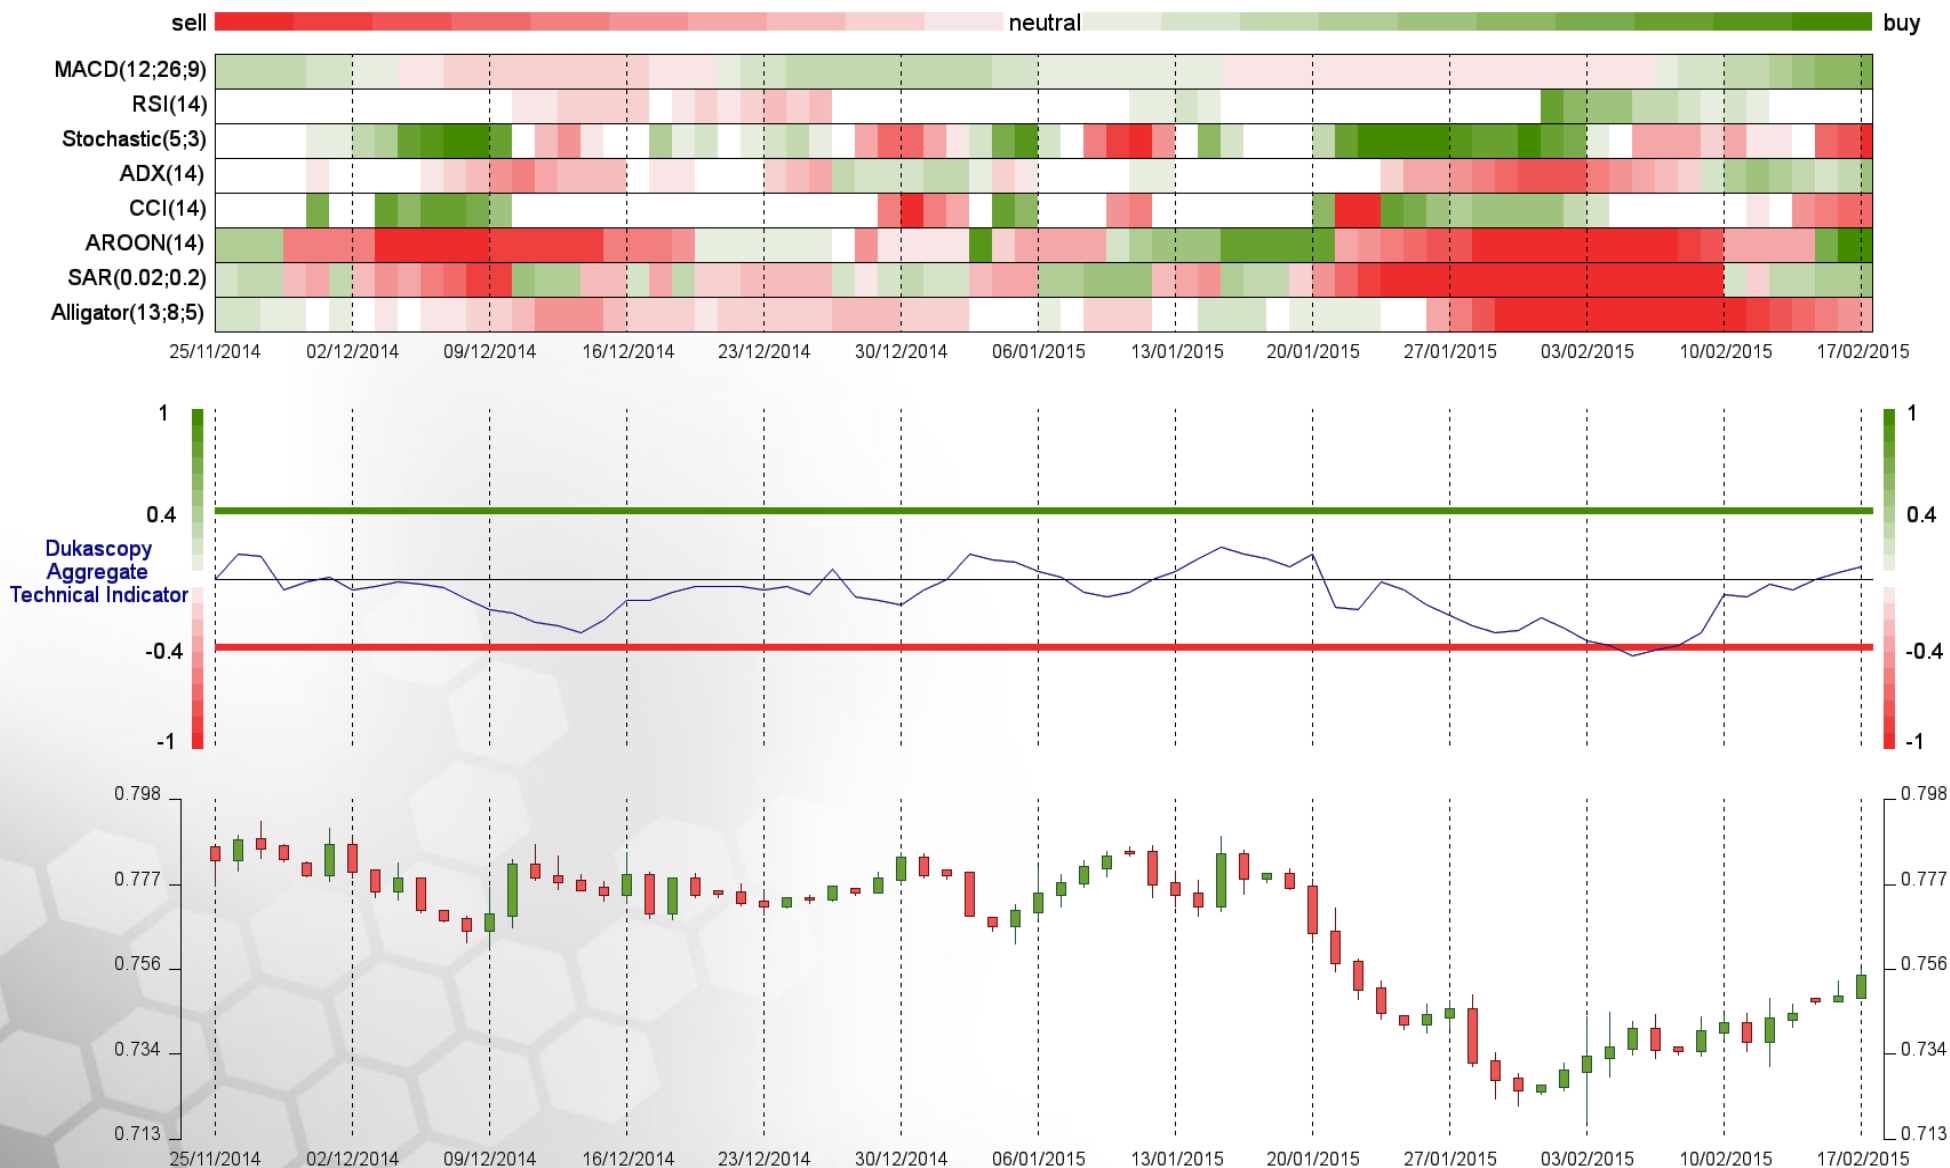 sell neutral buy
MACD(12;26;9)
RSI(14)
Stochastic(5;3)
ADX(14)
CCI(14)
AROON(14)
SAR(0.02;0.2)
Alligator(13;8;5)
25/11/2014 02/12/2014 09/12/2014 16/12/2014 23/12/2014 30/12/2014 06/01/2015 13/01/2015 20/01/2015 27/01/2015 03/02/2015 10/02/2015 17/02/2015
1 1
0.4 0.4
Dukascopy
Aggregate
Technical Indicator
-0.4 -0.4
-1 -1
0.798 0.798
0.777 0.777
0.756 0.756
0.734 0.734
0.713 0.713
25/11/2014 02/12/2014 09/12/2014 16/12/2014 23/12/2014 30/12/2014 06/01/2015 13/01/2015 20/01/2015 27/01/2015 03/02/2015 10/02/2015 17/02/2015